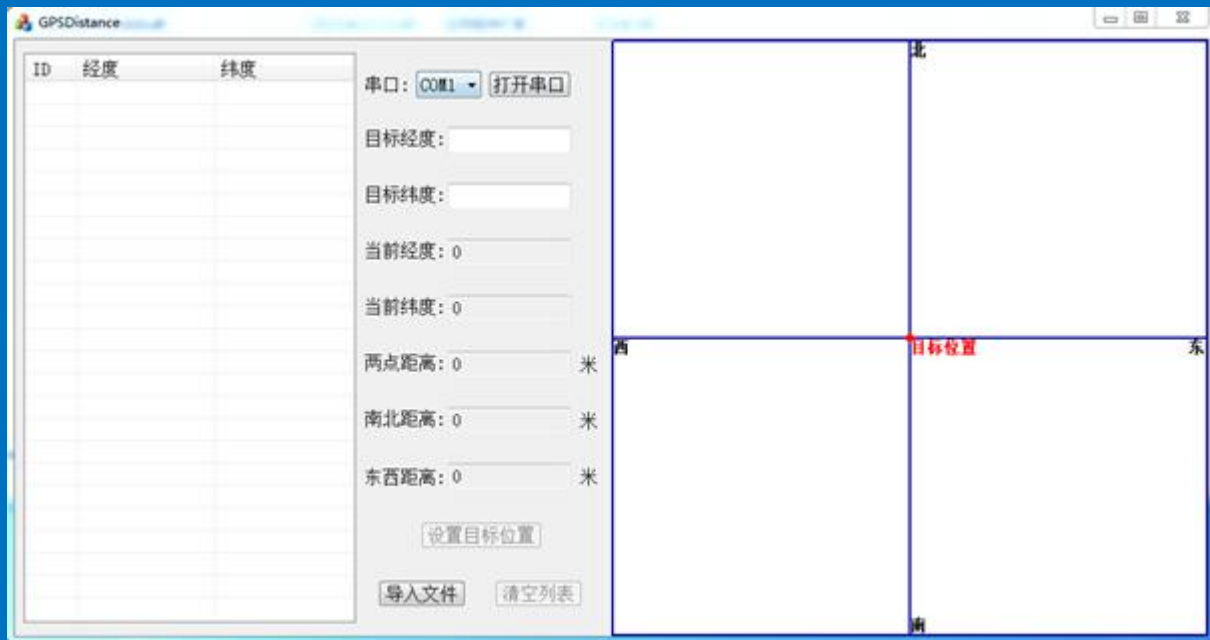 GPSDistance
ID 经度 纬度
串口: COM1 打开串口
目标经度:
目标纬度:
当前经度: 0
当前纬度: 0
两点距离: 0 米
南北距离: 0 米
东西距离: 0 米
设置目标位置
导入文件 清空列表
北
西 目标位置 东
南